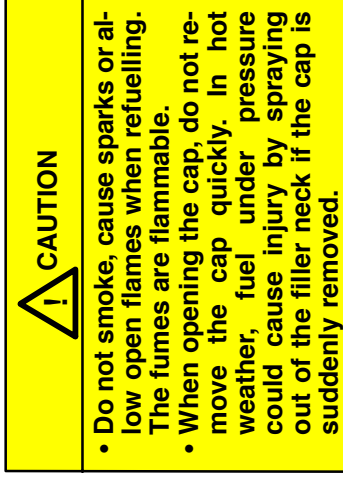 ! CAUTION
• Do not smoke, cause sparks or al-
low open flames when refuelling.
The fumes are flammable.
• When opening the cap, do not re-
move the cap quickly. In hot
weather, fuel under pressure
could cause injury by spraying
out of the filler neck if the cap is
suddenly removed.